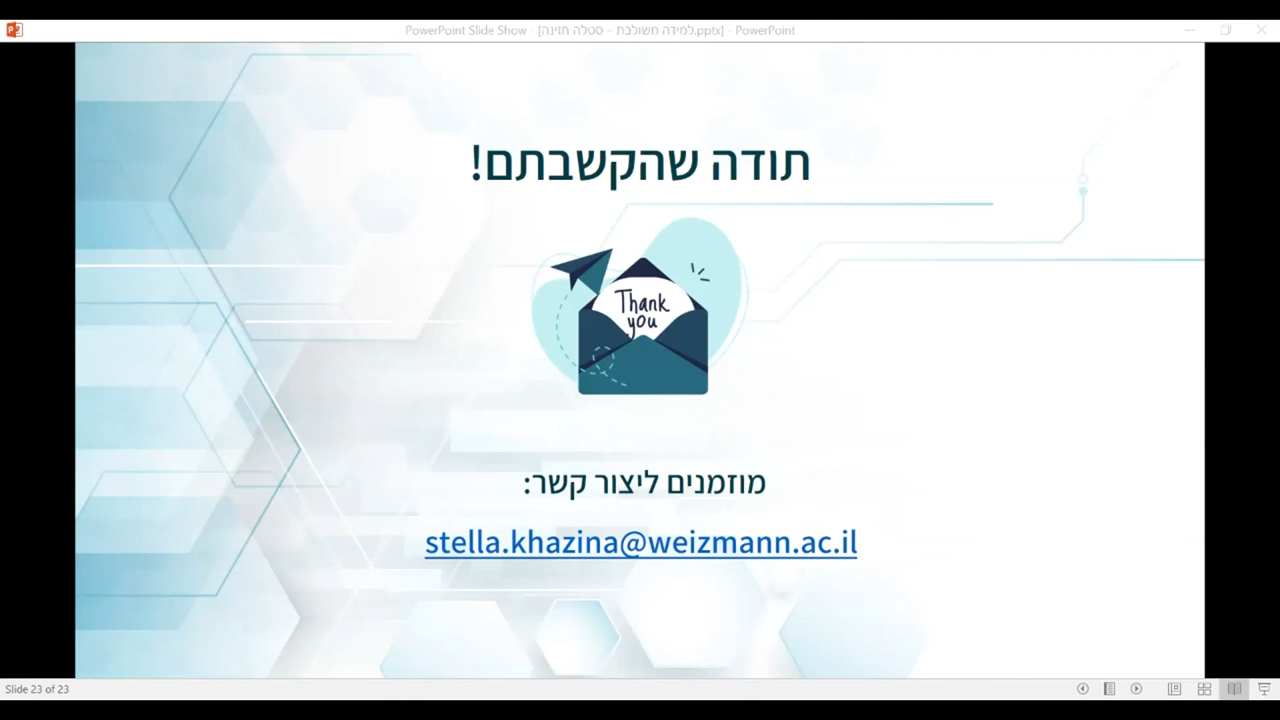 PowerPoint Slide Show - [למידה משולבת – סטלה חזינה.pptx] - PowerPoint
תודה שהקשבתם!
Thank
you
מוזמנים ליצור קשר:
stella.khazina@weizmann.ac.il
Slide 23 of 23